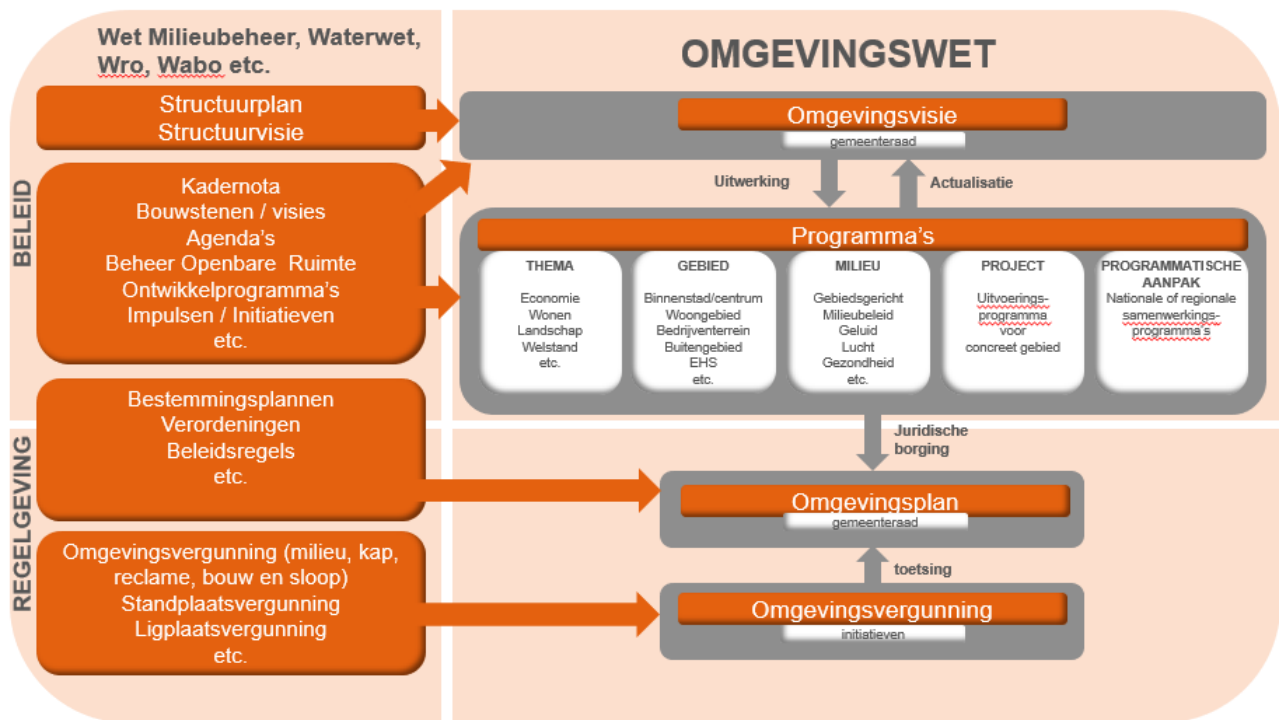 Wet Milieubeheer, Waterwet,
Wro, Wabo etc.
OMGEVINGSWET
BELEID
Structuurplan
Structuurvisie
Omgevingsvisie
gemeenteraad
Uitwerking
Actualisatie
Kadernota
Bouwstenen / visies
Agenda's
Beheer Openbare Ruimte
Ontwikkelprogramma's
Impulsen / Initiatieven
etc.
Programma's
THEMA
Economie
Wonen
Landschap
Welstand
etc.
GEBIED
Binnenstad/centrum
Woongebied
Bedrijventerrein
Buitengebied
EHS
etc.
MILIEU
Gebiedsgericht
Milieubeleid
Geluid
Lucht
Gezondheid
etc.
PROJECT
Uitvoerings-
programma
voor
concreet gebied
PROGRAMMATISCHE
AANPAK
Nationale of regionale
samenwerkings-
programma's
REGELGEVING
Bestemmingsplannen
Verordeningen
Beleidsregels
etc.
Juridische
borging
Omgevingsplan
gemeenteraad
toetsing
Omgevingsvergunning (milieu, kap,
reclame, bouw en sloop)
Standplaatsvergunning
Ligplaatsvergunning
etc.
Omgevingsvergunning
initiatieven